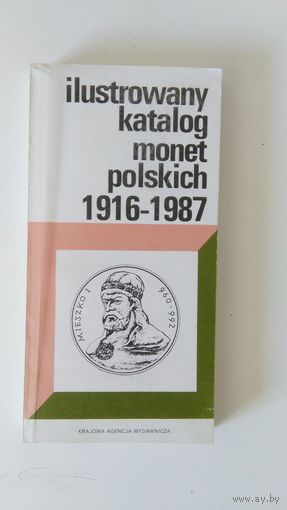 ilustrowany
katalog
monet
polskich
1916-1987
MIESZKO I 960-992
KRAJOWA AGENCJA WYDAWNICZA
www.ay.by